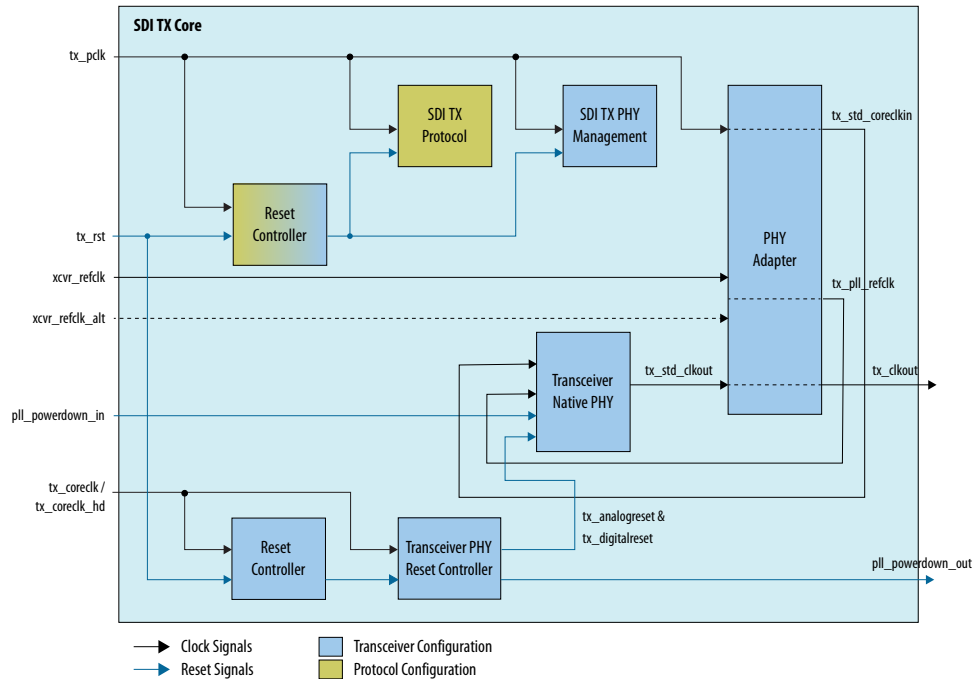 SDI TX Core
tx_pclk
SDI TX
Protocol
SDI TX PHY
Management
tx_std_coreclkin
Reset
Controller
tx_rst
PHY
Adapter
xcvr_refclk
tx_pll_refclk
xcvr_refclk_alt
Transceiver
Native PHY
tx_std_clkout
tx_clkout
pll_powerdown_in
tx_coreclk /
tx_coreclk_hd
tx_analogreset &
tx_digitalreset
Reset
Controller
Transceiver PHY
Reset Controller
pll_powerdown_out
Clock Signals
Transceiver Configuration
Reset Signals
Protocol Configuration